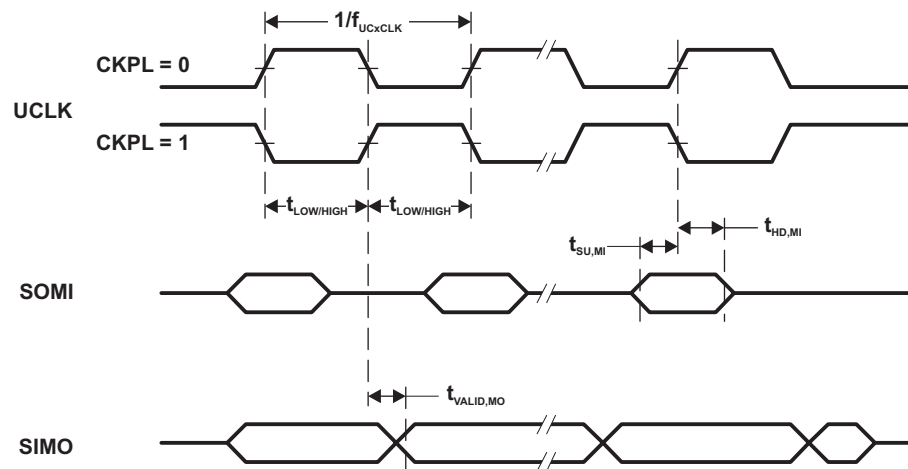 1/fUCxCLK
CKPL = 0
UCLK
CKPL = 1
tLOW/HIGH tLOW/HIGH
tSU,MI tHD,MI
SOMI
tVALID,MO
SIMO